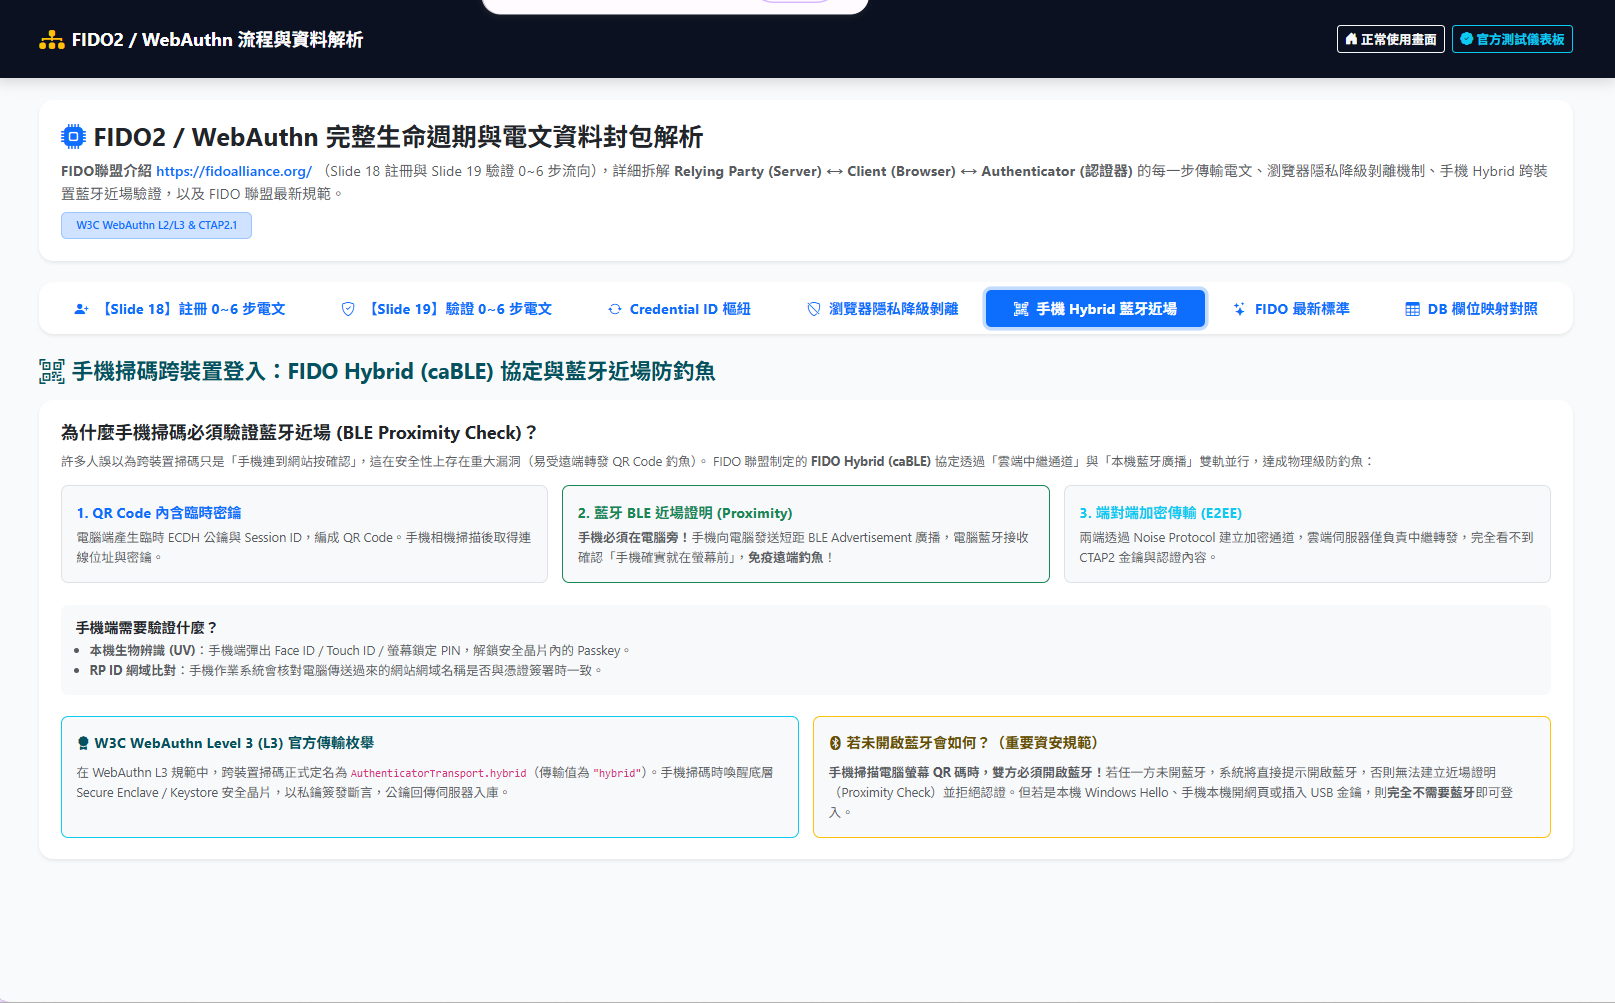 FIDO2 / WebAuthn 流程與資料解析
正常使用畫面
官方測試儀表板
FIDO2 / WebAuthn 完整生命週期與電文資料封包解析
FIDO聯盟介紹 https://fidoalliance.org/ （Slide 18 註冊與 Slide 19 驗證 0~6 步流向），詳細拆解 Relying Party (Server) ↔ Client (Browser) ↔ Authenticator (認證器) 的每一步傳輸電文、瀏覽器隱私降級剝離機制、手機 Hybrid 跨裝
置藍牙近場驗證，以及 FIDO 聯盟最新規範。
W3C WebAuthn L2/L3 & CTAP2.1
【Slide 18】註冊 0~6 步電文
【Slide 19】驗證 0~6 步電文
Credential ID 樞紐
瀏覽器隱私降級剝離
手機 Hybrid 藍牙近場
FIDO 最新標準
DB 欄位映射對照
手機掃碼跨裝置登入：FIDO Hybrid (caBLE) 協定與藍牙近場防釣魚
為什麼手機掃碼必須驗證藍牙近場 (BLE Proximity Check)？
許多人誤以為跨裝置掃碼只是「手機連到網站按確認」，這在安全性上存在重大漏洞（易受遠端轉發 QR Code 釣魚）。 FIDO 聯盟制定的 FIDO Hybrid (caBLE) 協定透過「雲端中繼通道」與「本機藍牙廣播」雙軌並行，達成物理級防釣魚：
1. QR Code 內含臨時密鑰
電腦端產生臨時 ECDH 公鑰與 Session ID，編成 QR Code。手機相機掃描後取得連
線位址與密鑰。
2. 藍牙 BLE 近場證明 (Proximity)
手機必須在電腦旁！手機向電腦發送短距 BLE Advertisement 廣播，電腦藍牙接收
確認「手機確實就在螢幕前」，免疫遠端釣魚！
3. 端對端加密傳輸 (E2EE)
兩端透過 Noise Protocol 建立加密通道，雲端伺服器僅負責中繼轉發，完全看不到
CTAP2 金鑰與認證內容。
手機端需要驗證什麼？
本機生物辨識 (UV)：手機端彈出 Face ID / Touch ID / 螢幕鎖定 PIN，解鎖安全晶片內的 Passkey。
RP ID 網域比對：手機作業系統會核對電腦傳送過來的網站網域名稱是否與憑證簽署時一致。
W3C WebAuthn Level 3 (L3) 官方傳輸枚舉
在 WebAuthn L3 規範中，跨裝置掃碼正式定名為 AuthenticatorTransport.hybrid（傳輸值為 "hybrid"）。手機掃碼時喚醒底層
Secure Enclave / Keystore 安全晶片，以私鑰簽發斷言，公鑰回傳伺服器入庫。
若未開啟藍牙會如何？（重要資安規範）
手機掃描電腦螢幕 QR 碼時，雙方必須開啟藍牙！若任一方未開藍牙，系統將直接提示開啟藍牙，否則無法建立近場證明
（Proximity Check）並拒絕認證。但若是本機 Windows Hello、手機本機開網頁或插入 USB 金鑰，則完全不需要藍牙即可登
入。